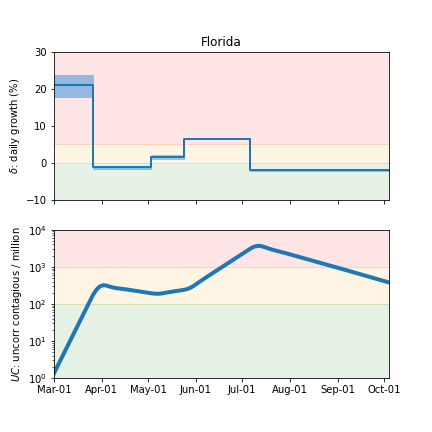 Florida
30
20
10
0
−10
δ: daily growth (%)
10⁴
10³
10²
10¹
10⁰
UC: uncorr contagious / million
Mar-01 Apr-01 May-01 Jun-01 Jul-01 Aug-01 Sep-01 Oct-01